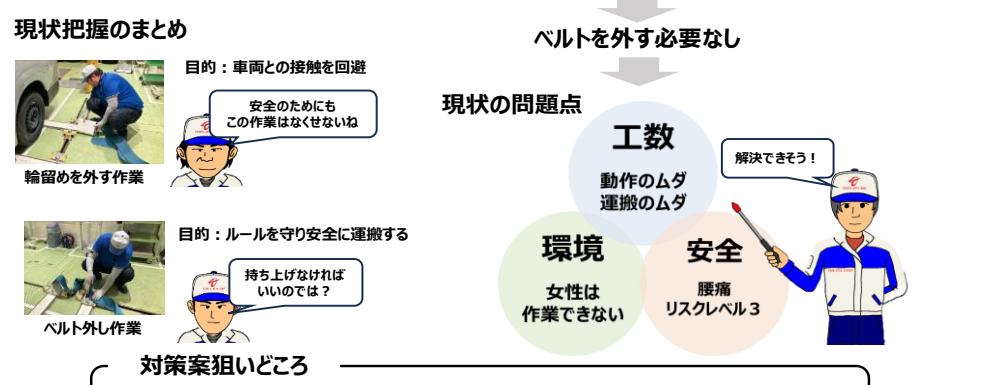 現状把握のまとめ
目的：車両との接触を回避
安全のためにも
この作業はなくせないね
輪留めを外す作業
目的：ルールを守り安全に運搬する
持ち上げなければ
いいのでは？
ベルト外し作業
ベルトを外す必要なし
現状の問題点
工数
動作のムダ
運搬のムダ
解決できそう！
環境
女性は
作業できない
安全
腰痛
リスクレベル３
対策案狙いどころ